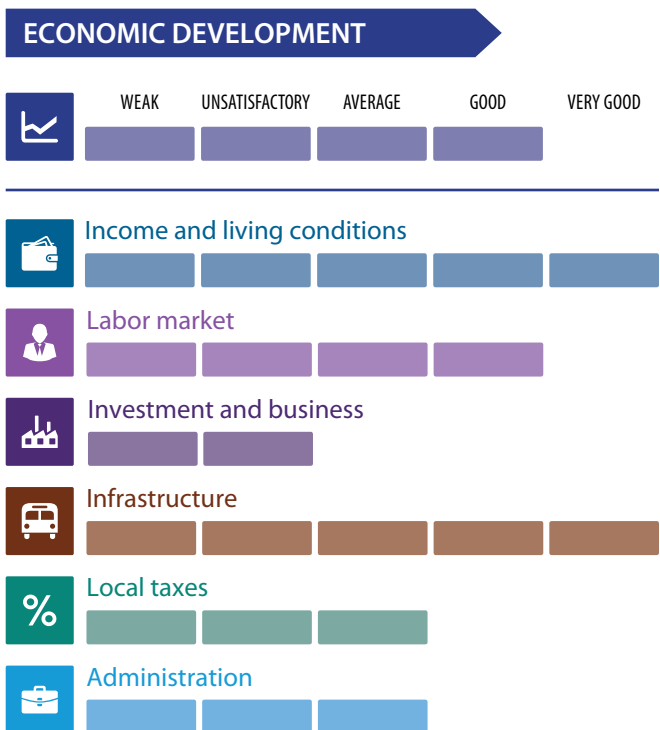 ECONOMIC DEVELOPMENT
WEAK UNSATISFACTORY AVERAGE GOOD VERY GOOD
Income and living conditions
Labor market
Investment and business
Infrastructure
%
Local taxes
Administration